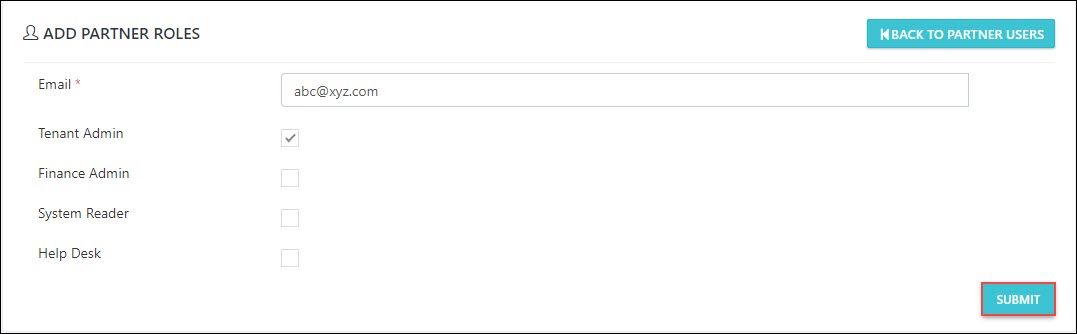 ADD PARTNER ROLES
BACK TO PARTNER USERS
Email *
abc@xyz.com
Tenant Admin
Finance Admin
System Reader
Help Desk
SUBMIT